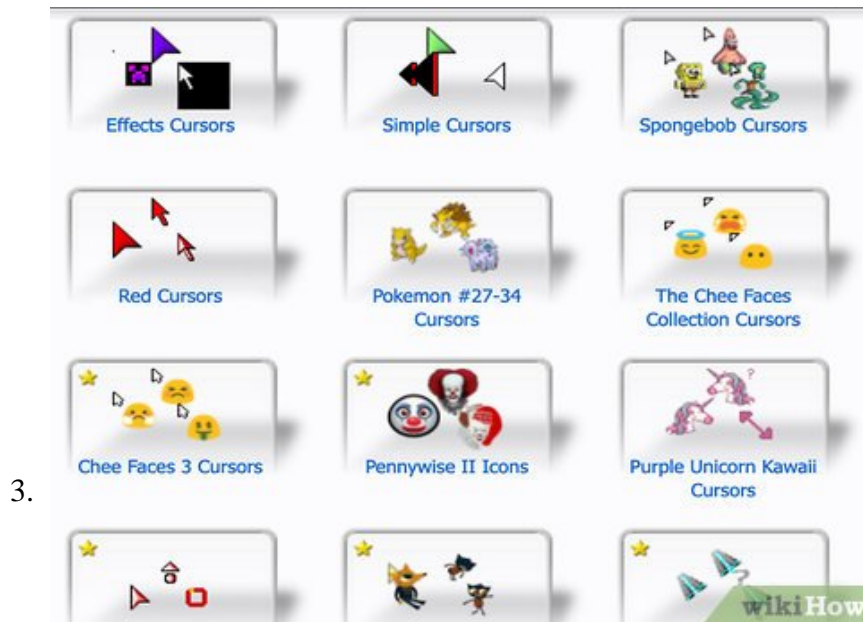 Effects Cursors
Simple Cursors
Spongebob Cursors
Red Cursors
Pokemon #27-34
Cursors
The Chee Faces
Collection Cursors
Chee Faces 3 Cursors
Pennywise II Icons
Purple Unicorn Kawaii
Cursors
?
3.
?
wikiHow